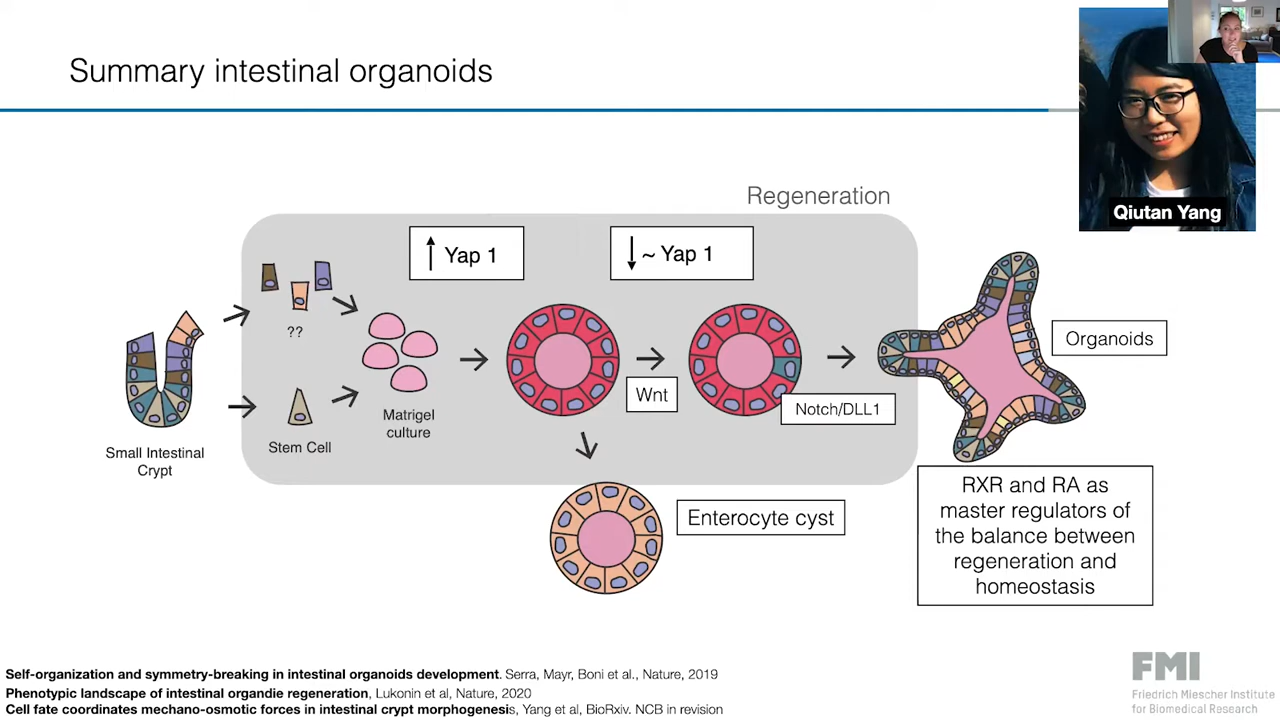 Summary intestinal organoids
Qiutan Yang
Regeneration
↑ Yap 1
↓ ~ Yap 1
??
Small Intestinal
Crypt
Stem Cell
Matrigel
culture
Wnt
Notch/DLL1
Organoids
Enterocyte cyst
RXR and RA as
master regulators of
the balance between
regeneration and
homeostasis
Self-organization and symmetry-breaking in intestinal organoids development. Serra, Mayr, Boni et al., Nature, 2019
Phenotypic landscape of intestinal organdie regeneration, Lukonin et al, Nature, 2020
Cell fate coordinates mechano-osmotic forces in intestinal crypt morphogenesis, Yang et al, BioRxiv. NCB in revision
FMI
Friedrich Miescher Institute
for Biomedical Research